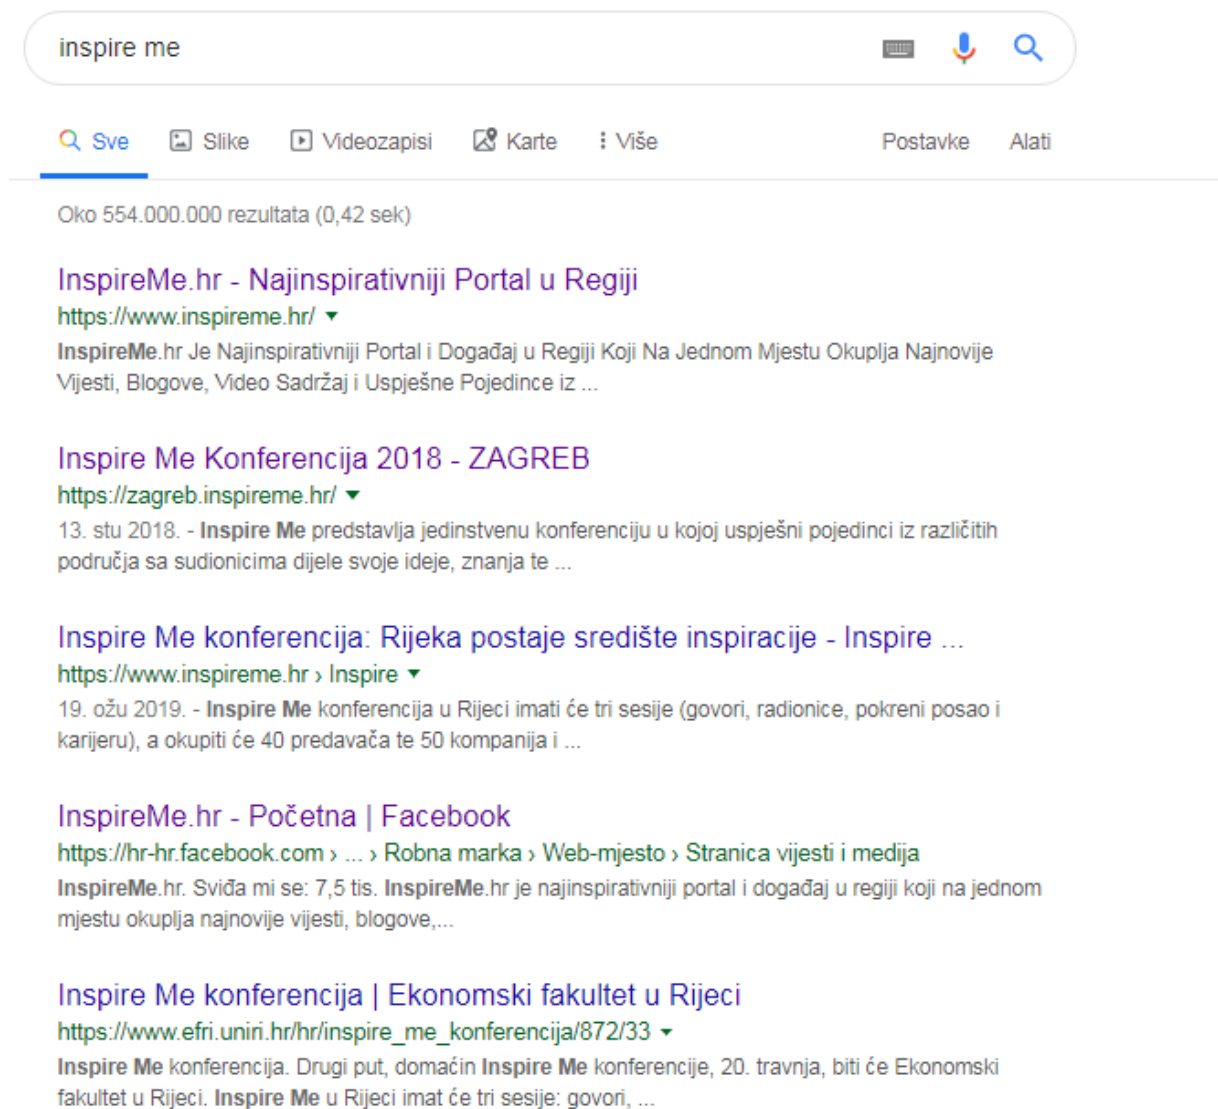 inspire me
Sve Slike Videozapisi Karte Više Postavke Alati
Oko 554.000.000 rezultata (0,42 sek)
InspireMe.hr - Najinspirativniji Portal u Regiji
https://www.inspireme.hr/
InspireMe.hr Je Najinspirativniji Portal i Događaj u Regiji Koji Na Jednom Mjestu Okuplja Najnovije
Vijesti, Blogove, Video Sadržaj i Uspješne Pojedince iz ...
Inspire Me Konferencija 2018 - ZAGREB
https://zagreb.inspireme.hr/
13. stu 2018. - Inspire Me predstavlja jedinstvenu konferenciju u kojoj uspješni pojedinci iz različitih
područja sa sudionicima dijele svoje ideje, znanja te ...
Inspire Me konferencija: Rijeka postaje središte inspiracije - Inspire ...
https://www.inspireme.hr › Inspire
19. ožu 2019. - Inspire Me konferencija u Rijeci imati će tri sesije (govori, radionice, pokreni posao i
karijeru), a okupiti će 40 predavača te 50 kompanija i ...
InspireMe.hr - Početna | Facebook
https://hr-hr.facebook.com › ... › Robna marka › Web-mjesto › Stranica vijesti i medija
InspireMe.hr. Sviđa mi se: 7,5 tis. InspireMe.hr je najinspirativniji portal i događaj u regiji koji na jednom
mjestu okuplja najnovije vijesti, blogove,...
Inspire Me konferencija | Ekonomski fakultet u Rijeci
https://www.efri.uniri.hr/hr/inspire_me_konferencija/872/33
Inspire Me konferencija. Drugi put, domaćin Inspire Me konferencije, 20. travnja, biti će Ekonomski
fakultet u Rijeci. Inspire Me u Rijeci imat će tri sesije: govori, ...